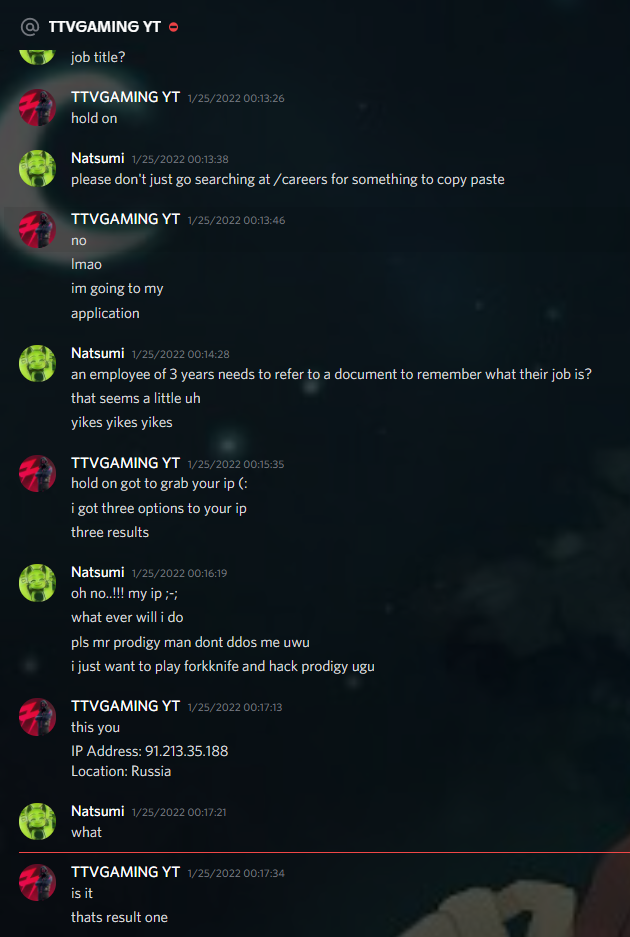 @ TTVGAMING YT
job title?
TTVGAMING YT 1/25/2022 00:13:26
hold on
Natsumi 1/25/2022 00:13:38
please don't just go searching at /careers for something to copy paste
TTVGAMING YT 1/25/2022 00:13:46
no
lmao
im going to my
application
Natsumi 1/25/2022 00:14:28
an employee of 3 years needs to refer to a document to remember what their job is?
that seems a little uh
yikes yikes yikes
TTVGAMING YT 1/25/2022 00:15:35
hold on got to grab your ip (:
i got three options to your ip
three results
Natsumi 1/25/2022 00:16:19
oh no..!!! my ip ;-;
what ever will i do
pls mr prodigy man dont ddos me uwu
i just want to play forkknife and hack prodigy ugu
TTVGAMING YT 1/25/2022 00:17:13
this you
IP Address: 91.213.35.188
Location: Russia
Natsumi 1/25/2022 00:17:21
what
TTVGAMING YT 1/25/2022 00:17:34
is it
thats result one